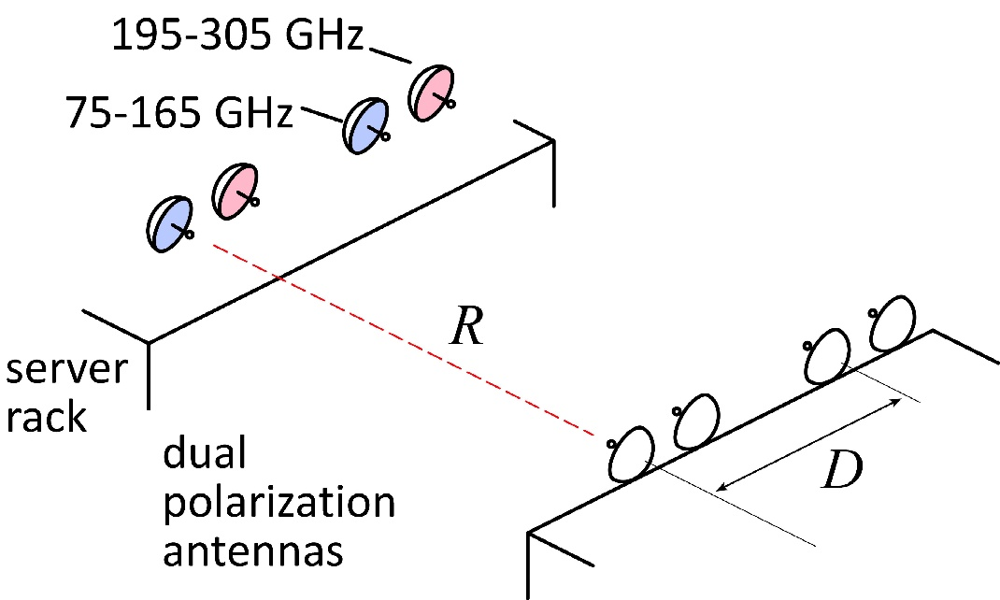 195-305 GHz
75-165 GHz
R
server
rack
dual
polarization
antennas
D